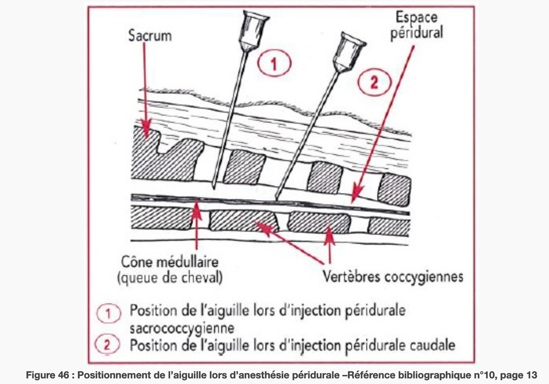 Sacrum
Espace
péridural
1
2
Cône médullaire
(queue de cheval)
Vertèbres coccygiennes
1 Position de l'aiguille lors d'injection péridurale
sacrococcygienne
2 Position de l'aiguille lors d'injection péridurale caudale
Figure 46 : Positionnement de l'aiguille lors d'anesthésie péridurale –Référence bibliographique n°10, page 13